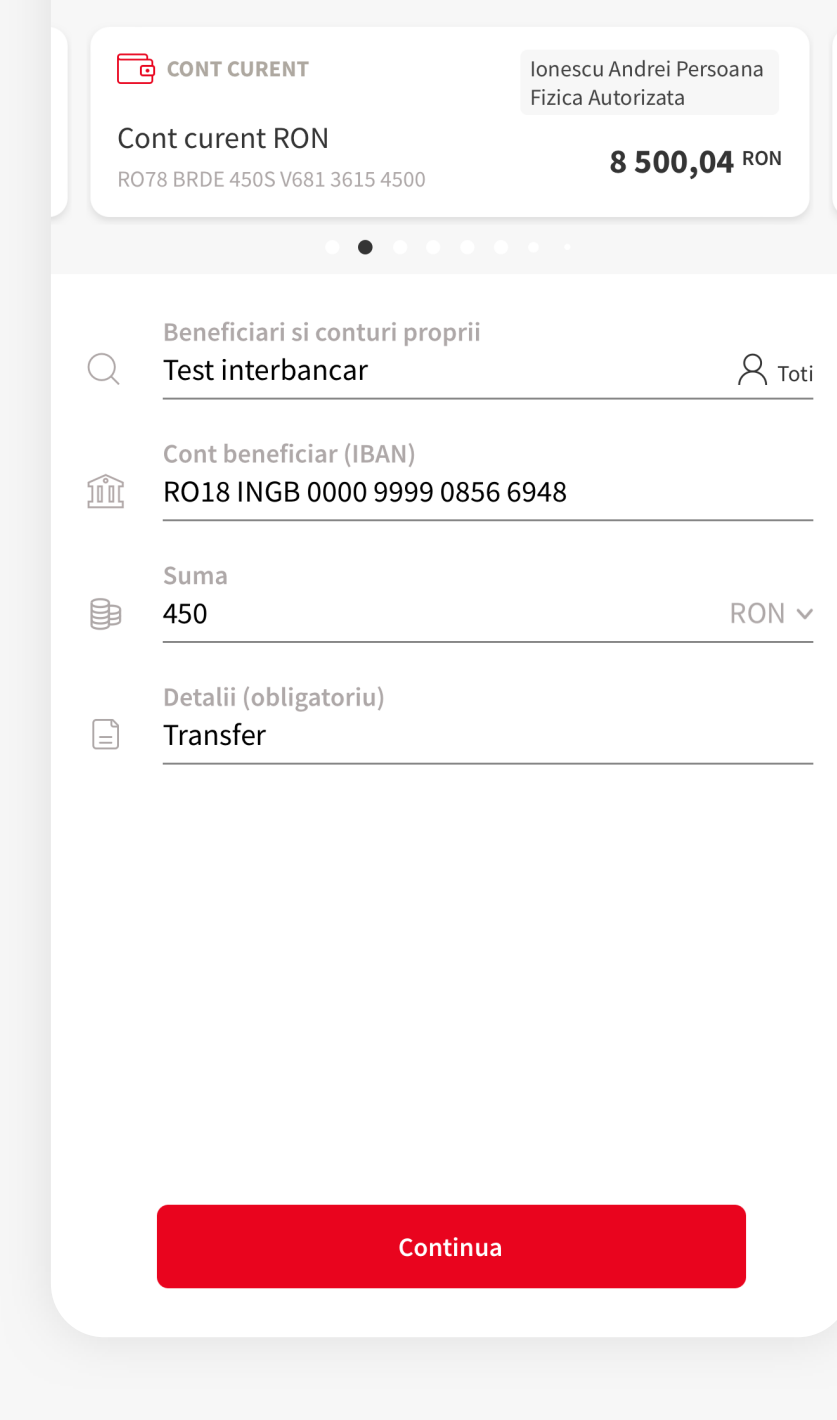 CONT CURENT
Ionescu Andrei Persoana
Fizica Autorizata
Cont curent RON
8 500,04 RON
RO78 BRDE 450S V681 3615 4500
Beneficiari si conturi proprii
Test interbancar
Toti
Cont beneficiar (IBAN)
RO18 INGB 0000 9999 0856 6948
Suma
450 RON
Detalii (obligatoriu)
Transfer
Continua